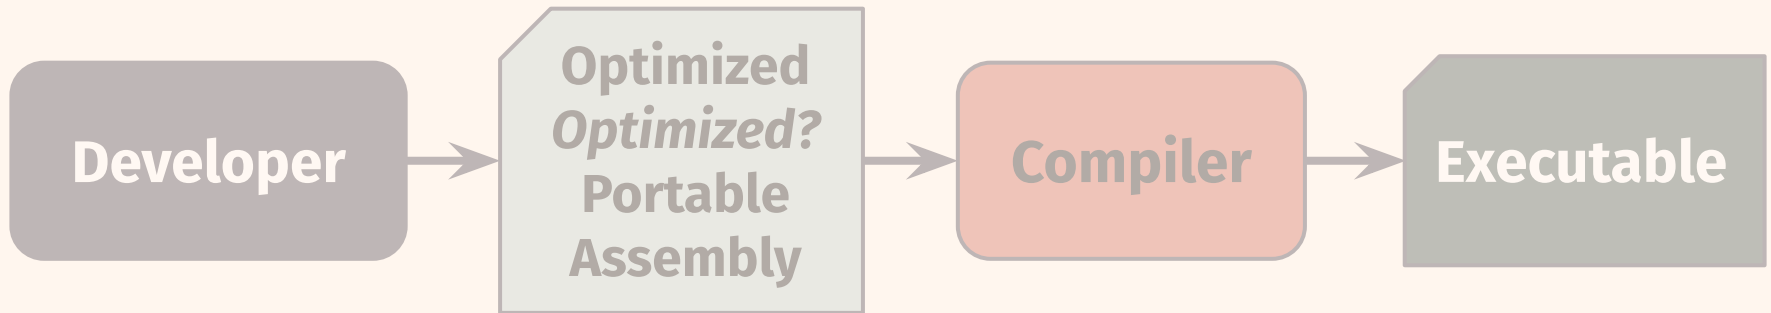 Developer
Optimized
Optimized?
Portable
Assembly
Compiler
Executable